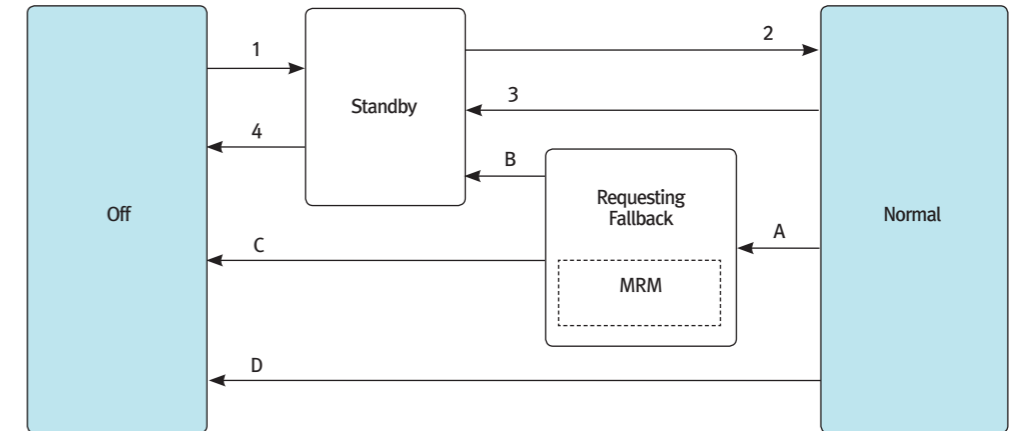 1
2
Standby
3
4
B
Requesting
Fallback
Off
Normal
A
C
MRM
D